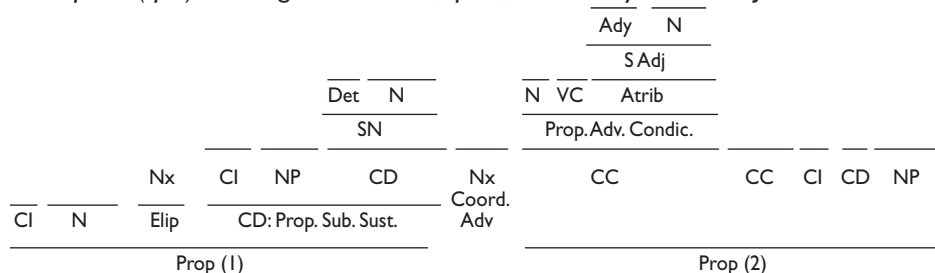 Ady N
S Adj
Det N N VC Atrib
SN Prop. Adv. Condic.
Nx CI NP CD Nx CC CC CI CD NP
Coord.
CI N Elip CD: Prop. Sub. Sust. Adv
Prop (1) Prop (2)